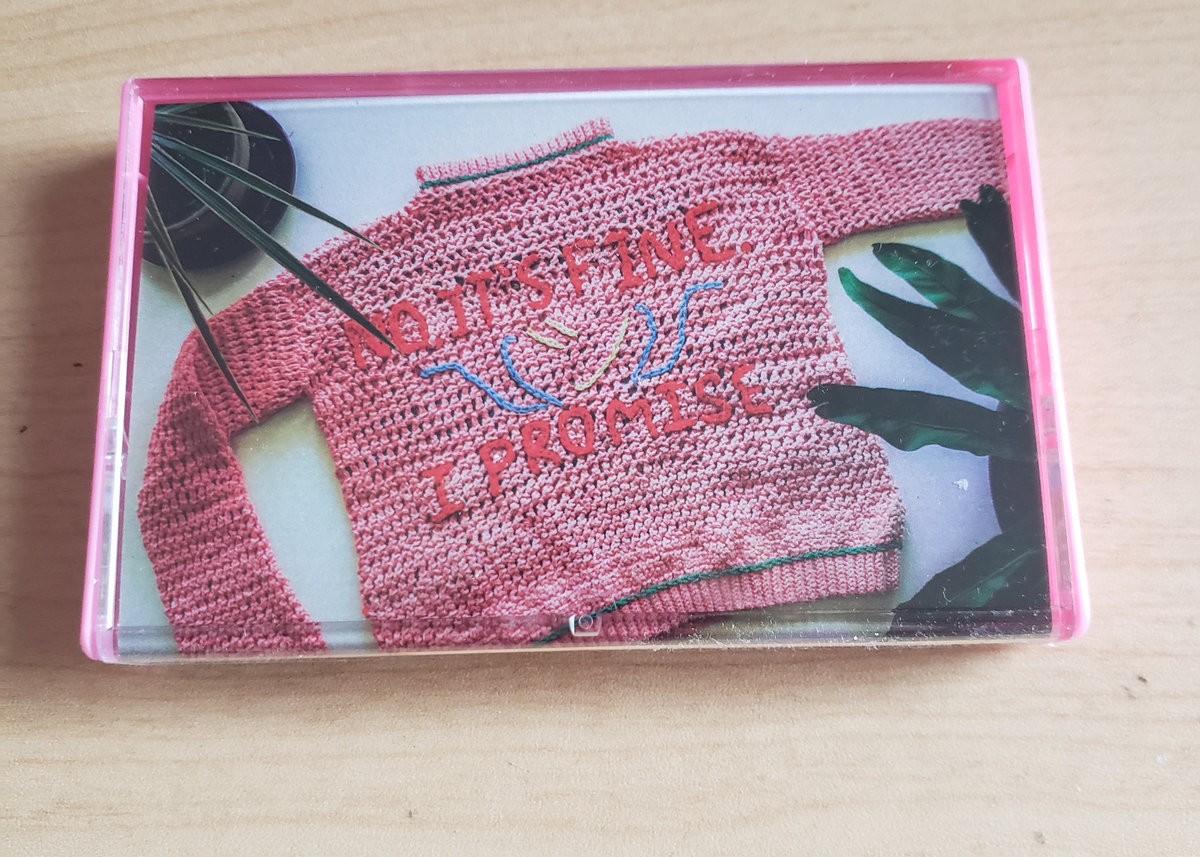 NO IT'S FINE.
I PROMISE